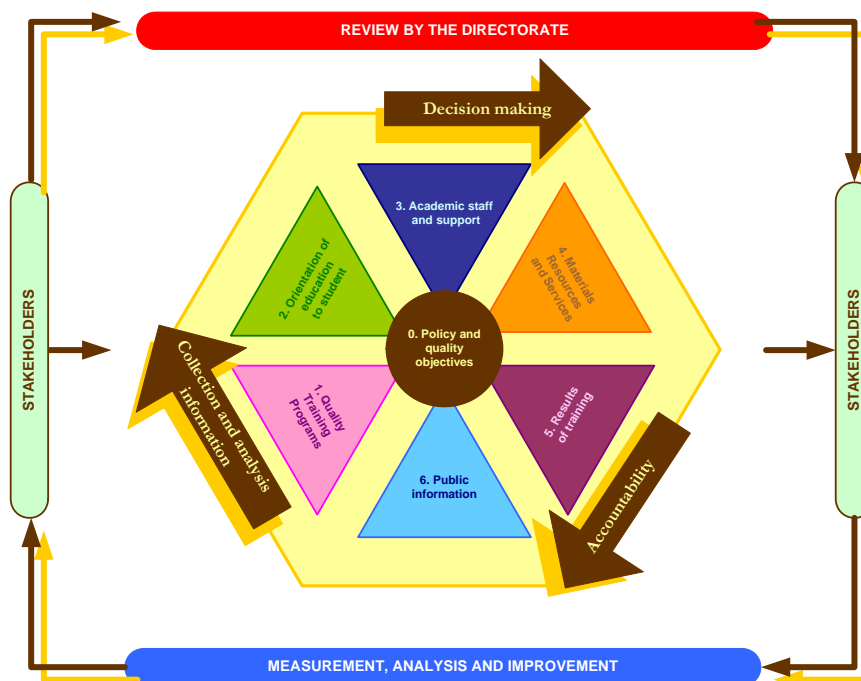 REVIEW BY THE DIRECTORATE
Decision making
3. Academic staff
and support
2. Orientation of
education
to student
4. Materials
Resources
and Services
STAKEHOLDERS
0. Policy and
quality
objectives
STAKEHOLDERS
Collection and analysis
information
1. Quality
Training
Programs
5. Results
of training
6. Public
information
Accountability
MEASUREMENT, ANALYSIS AND IMPROVEMENT